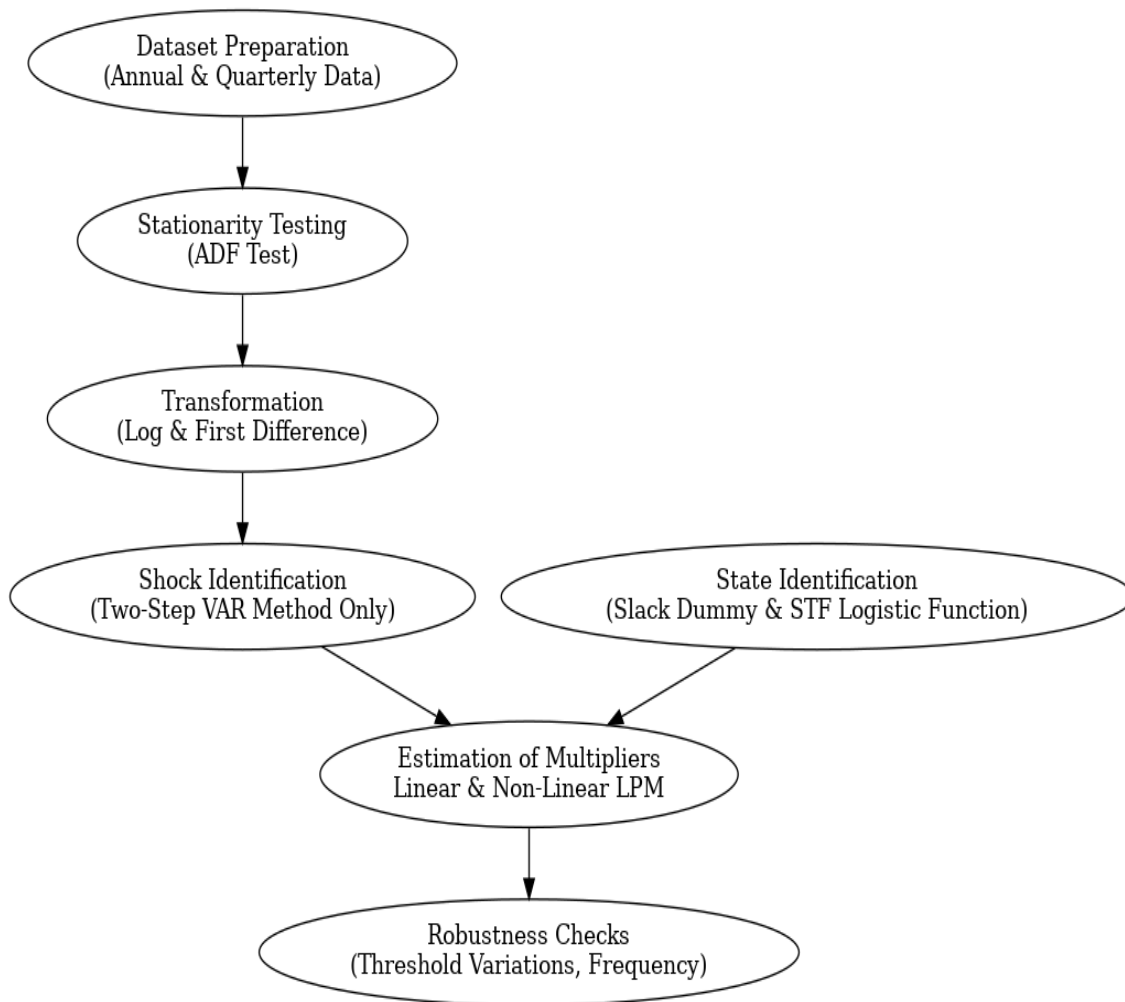 Dataset Preparation
(Annual & Quarterly Data)
Stationarity Testing
(ADF Test)
Transformation
(Log & First Difference)
Shock Identification
(Two-Step VAR Method Only)
State Identification
(Slack Dummy & STF Logistic Function)
Estimation of Multipliers
Linear & Non-Linear LPM
Robustness Checks
(Threshold Variations, Frequency)